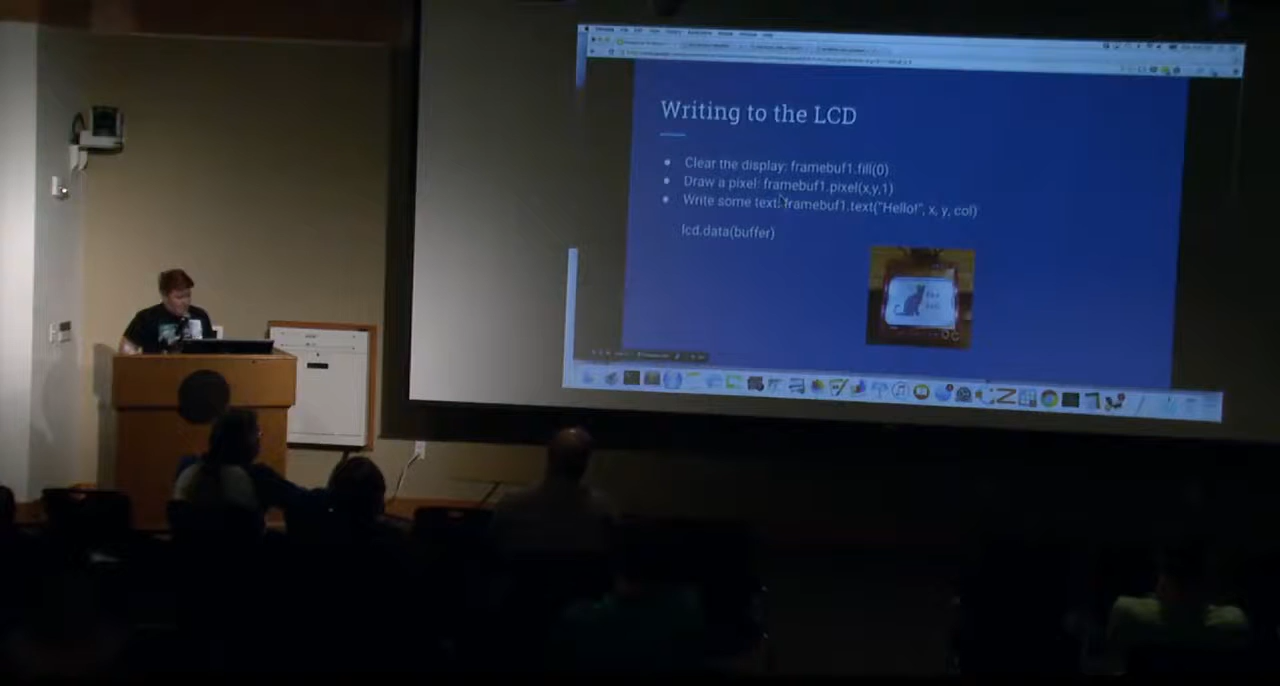 Writing to the LCD
Clear the display: framebuf1.fill(0)
Draw a pixel: framebuf1.pixel(x,y,1)
Write some text: framebuf1.text("Hello!", x, y, col)
lcd.data(buffer)